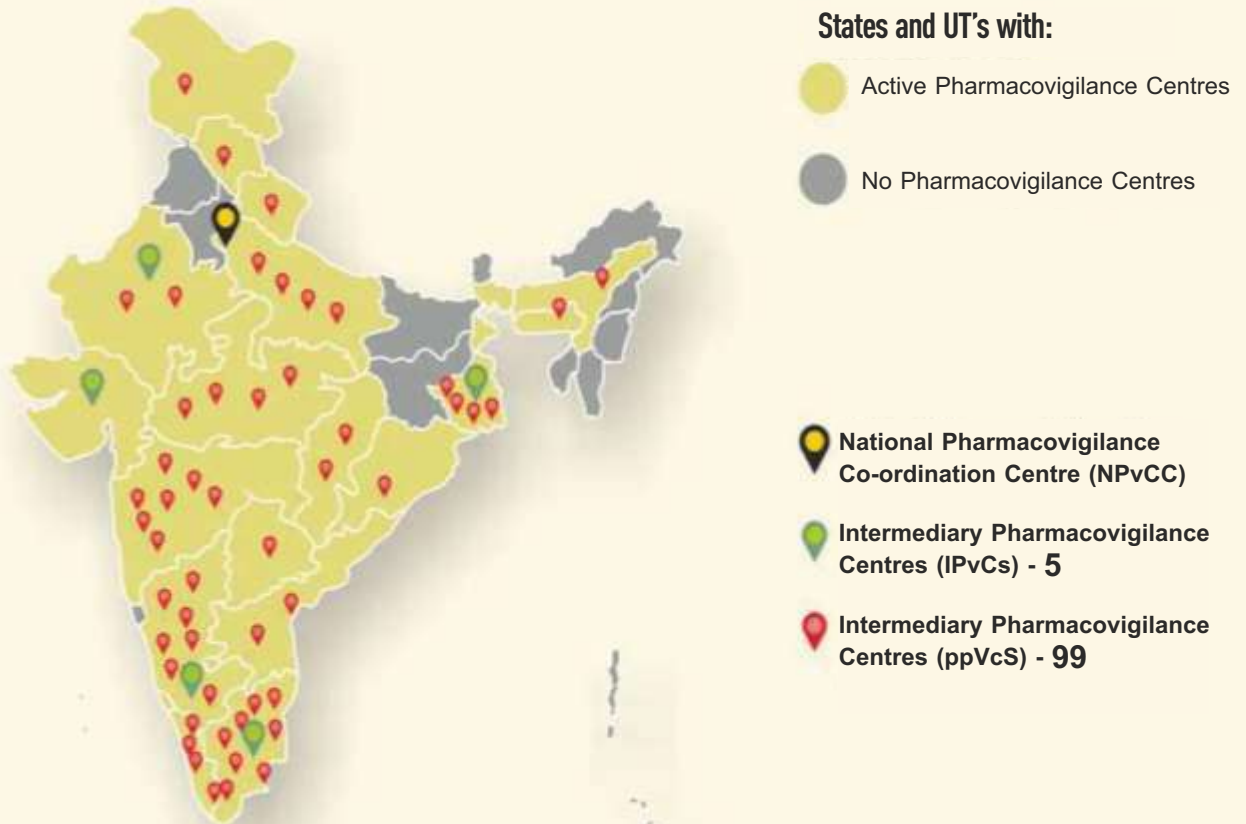 States and UT's with:
Active Pharmacovigilance Centres
No Pharmacovigilance Centres
National Pharmacovigilance
Co-ordination Centre (NPvCC)
Intermediary Pharmacovigilance
Centres (IPvCs) - 5
Intermediary Pharmacovigilance
Centres (ppVcS) - 99